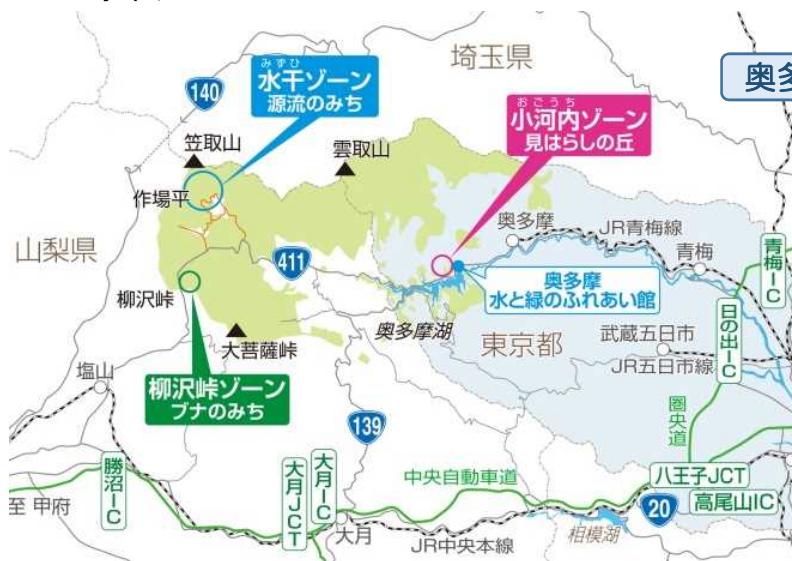 埼玉県
奥多
みずひ
水干ゾーン
源流のみち
140
おごうち
小河内ゾーン
見はらしの丘
笠取山
雲取山
作場平
奥多摩
JR青梅線
山梨県
411
青梅
青梅IC
奥多摩
水と緑のふれあい館
柳沢峠
日の出IC
奥多摩湖
東京都
武蔵五日市
大菩薩峠
JR五日市線
塩山
柳沢峠ゾーン
ブナのみち
139
圏央道
勝沼IC
大月JCT
大月IC
中央自動車道
八王子JCT
高尾山IC
至 甲府
大月
20
JR中央本線
相模湖